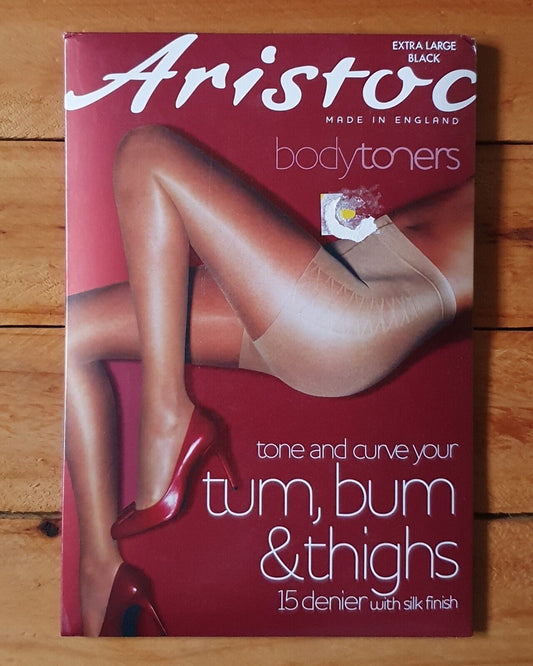 EXTRA LARGE
BLACK
Aristoc
MADE IN ENGLAND
bodytoners
tone and curve your
tum, bum
&thighs
15 denier with silk finish